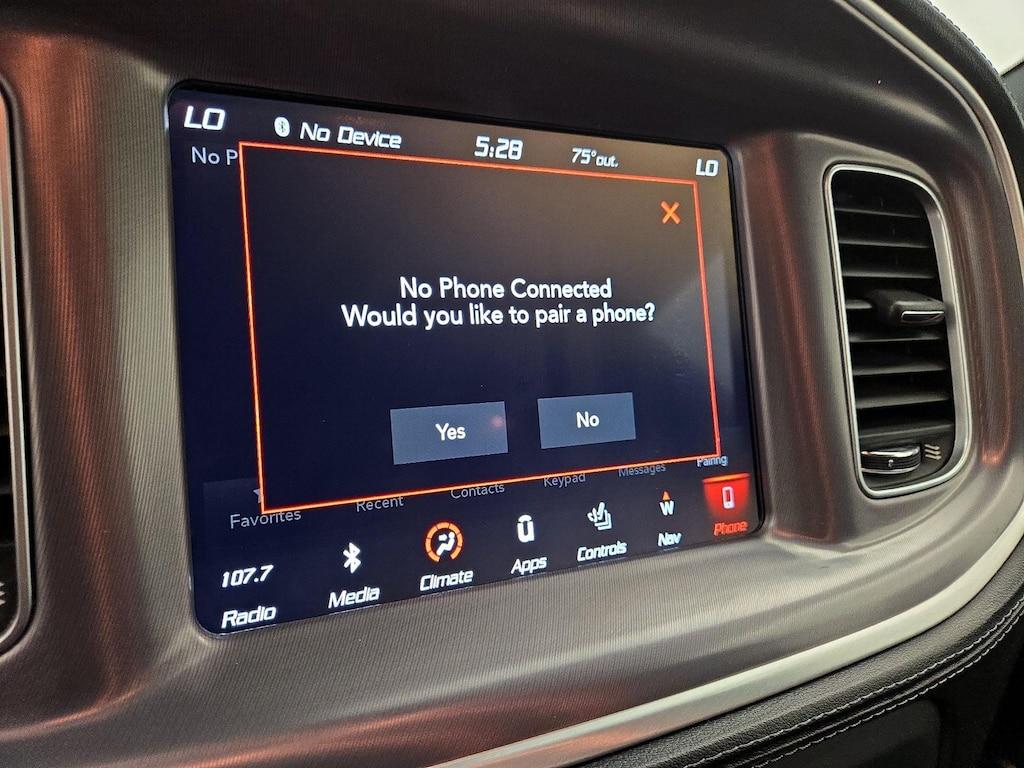 LO
No Device
5:28
75°out.
LO
No P
X
No Phone Connected
Would you like to pair a phone?
Yes
No
Favorites
Recent
Contacts
Keypad
Messages
Pairing
107.7
W
Radio
Media
Climate
Apps
Controls
Nav
Phone